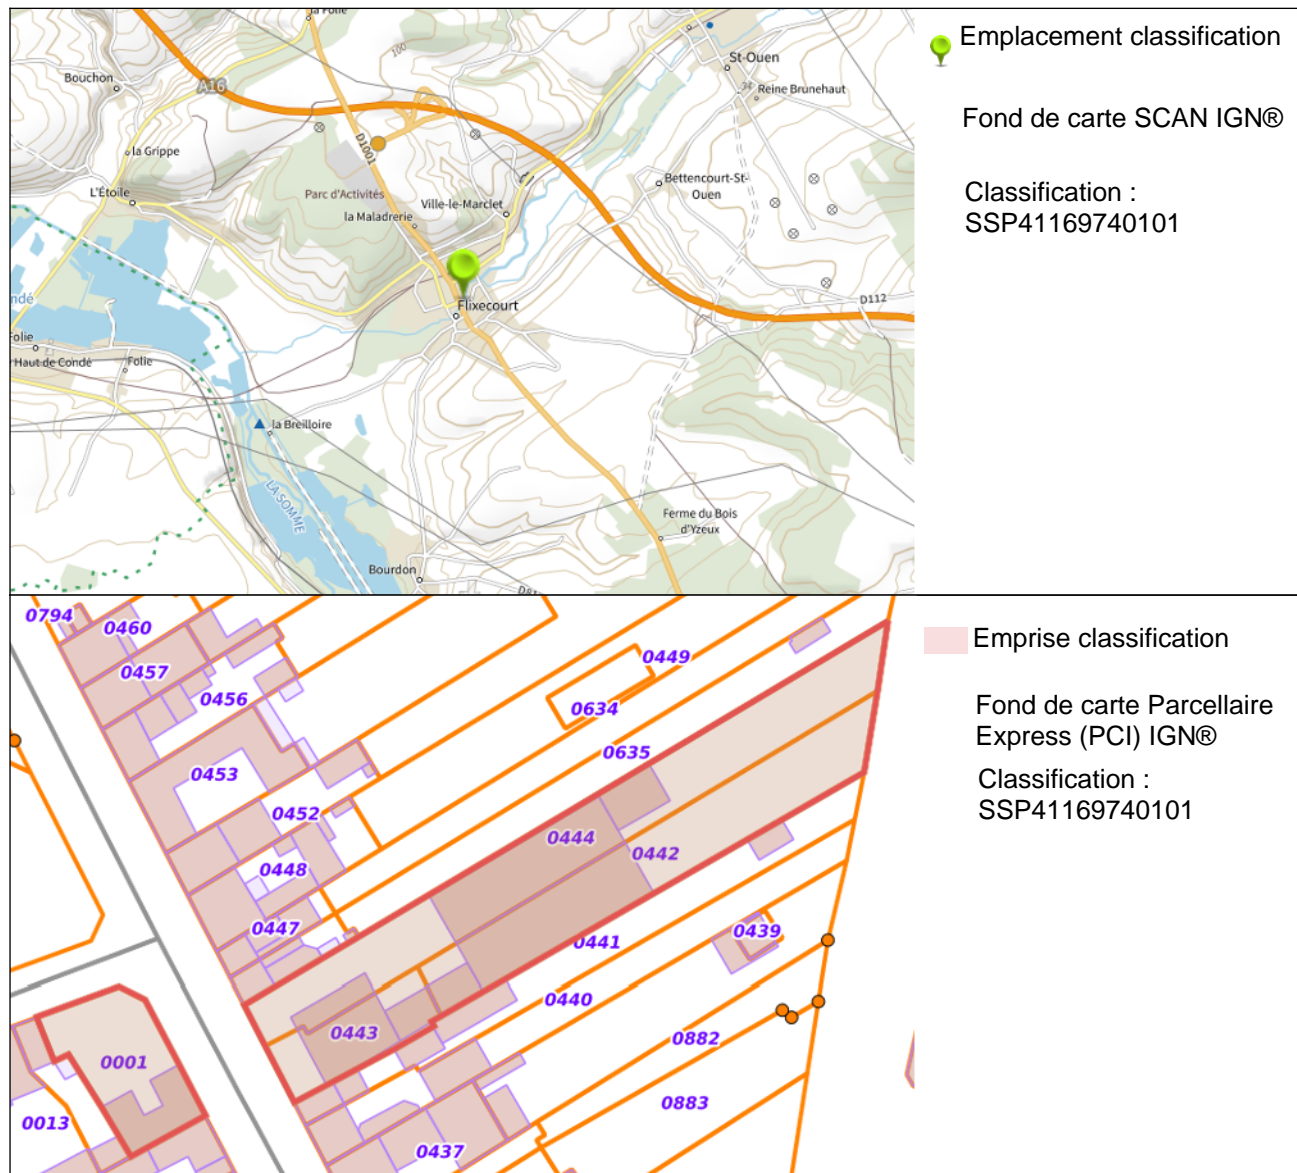 la Folie
Bouchon
100
A16
St-Ouen
Reine Brunehaut
la Grippe
D1001
L'Étoile
Parc d'Activités
la Maladrerie
Ville-le-Marclet
Bettencourt-St-
Ouen
ndé
Flixecourt
D112
olie
Haut de Condé
Folie
la Breilloire
LA SOMME
Ferme du Bois
d'Yzeux
Bourdon
Emplacement classification
Fond de carte SCAN IGN®
Classification :
SSP41169740101
0794
0460
0457
0456
0449
0634
0635
0453
0452
0444
0442
0448
0447
0441
0439
0440
0443
0001
0882
0883
0013
0437
Emprise classification
Fond de carte Parcellaire
Express (PCI) IGN®
Classification :
SSP41169740101